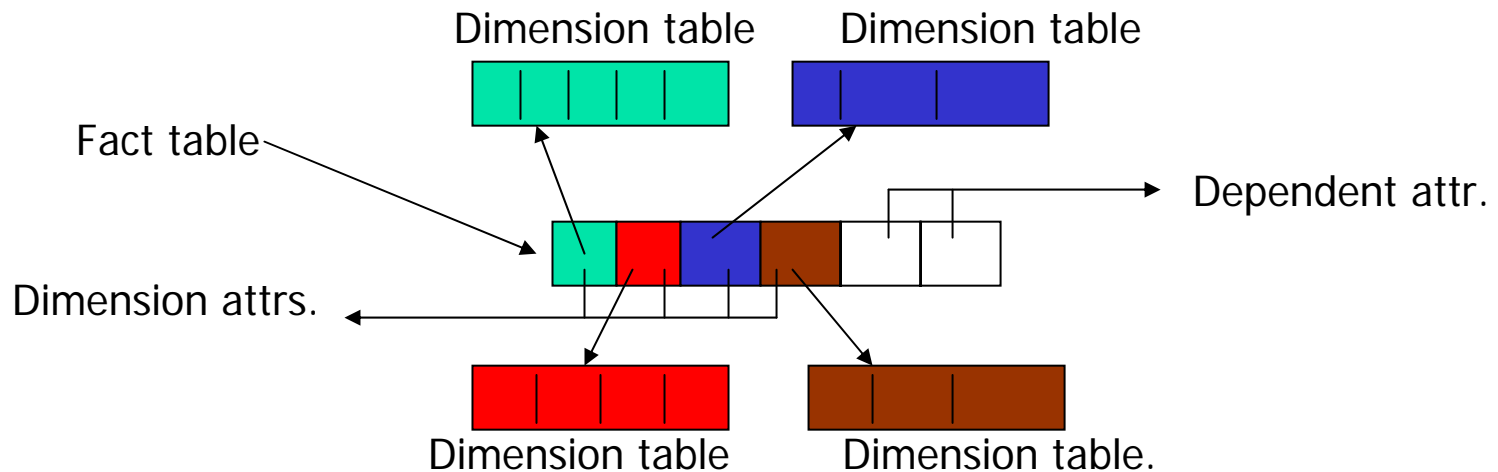 Dimension table
Dimension table
Fact table
Dependent attr.
Dimension attrs.
Dimension table
Dimension table.